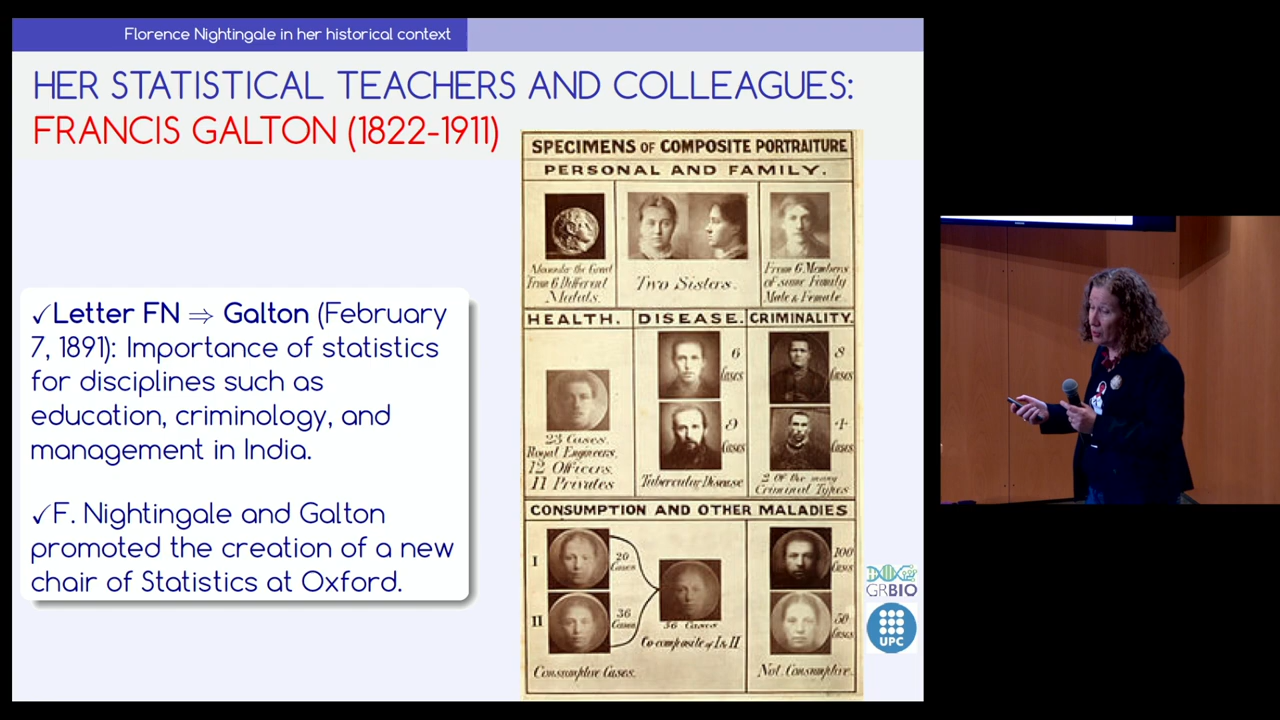 Florence Nightingale in her historical context
HER STATISTICAL TEACHERS AND COLLEAGUES:
FRANCIS GALTON (1822-1911)
✓Letter FN ⇒ Galton (February
7, 1891): Importance of statistics
for disciplines such as
education, criminology, and
management in India.
✓F. Nightingale and Galton
promoted the creation of a new
chair of Statistics at Oxford.
SPECIMENS OF COMPOSITE PORTRAITURE
PERSONAL AND FAMILY.
Alexander the Great
From 6 Different
Medals.
Two Sisters.
From 6 Members
of same Family
Male & Female.
HEALTH.
23 Cases.
Royal Engineers.
12 Officers.
11 Privates
DISEASE.
6
Cases
9
Cases
Tubercular Disease
CRIMINALITY.
8
Cases
4
Cases
2 Of the many
Criminal Types
CONSUMPTION AND OTHER MALADIES
I
20
Cases
II
36
Cases
56 Cases
Co-composite of I & II
Consumptive Cases.
100
Cases
50
Cases
Not Consumptive.
GRBIO
UPC